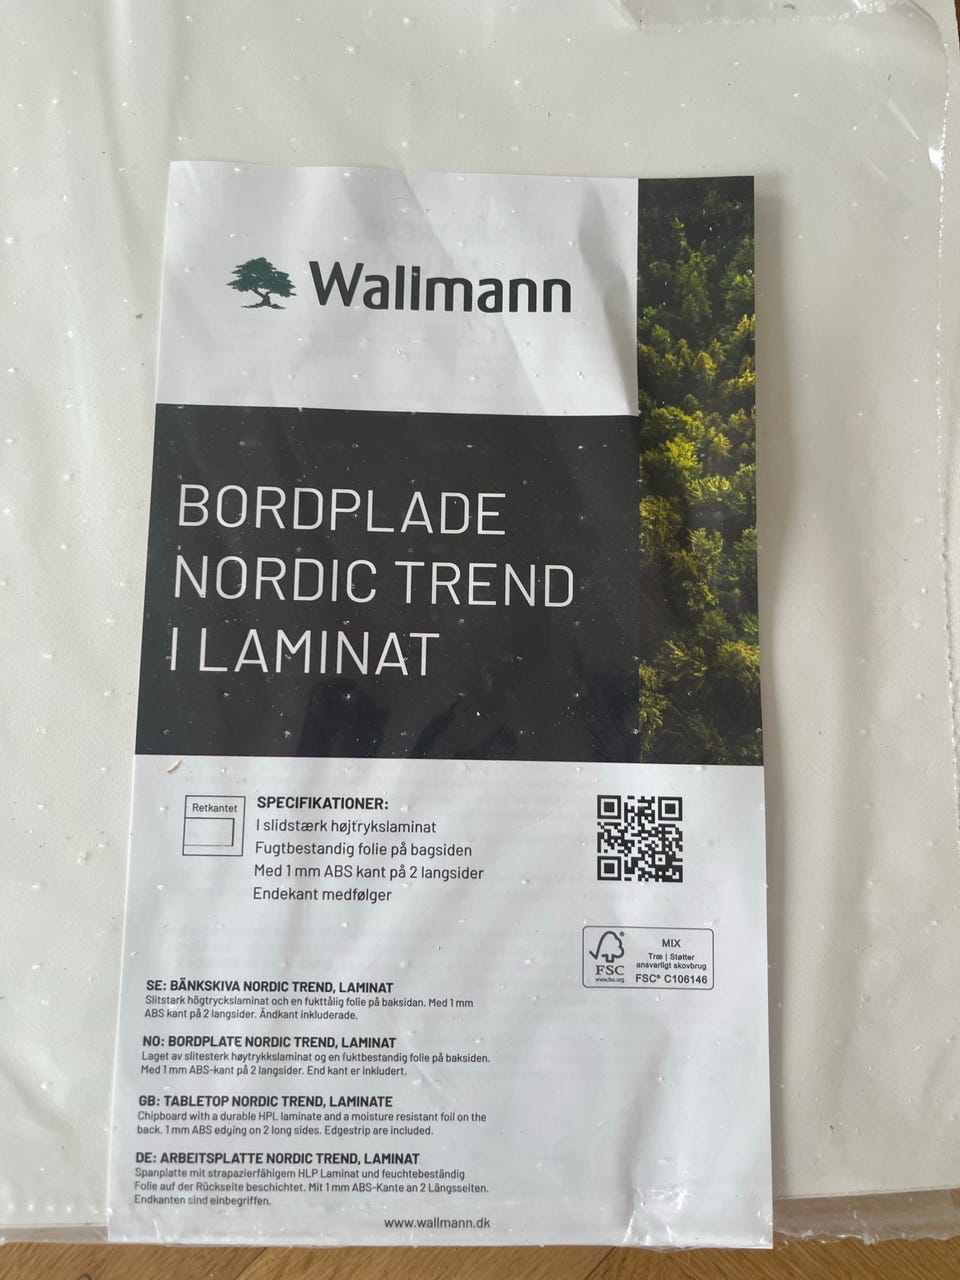 Wallmann
BORDPLADE
NORDIC TREND
I LAMINAT
Retkantet
SPECIFIKATIONER:
I slidstærk højtrykslaminat
Fugtbestandig folie på bagsiden
Med 1 mm ABS kant på 2 langsider
Endekant medfølger
FSC
www.fsc.org
MIX
Træ | Støtter
ansvarligt skovbrug
FSC® C106146
SE: BÄNKSKIVA NORDIC TREND, LAMINAT
Slitstark högtryckslaminat och en fukttålig folie på baksidan. Med 1 mm
ABS kant på 2 langsider. Ändkant inkluderade.
NO: BORDPLATE NORDIC TREND, LAMINAT
Laget av slitesterk høytrykkslaminat og en fuktbestandig folie på baksiden.
Med 1 mm ABS-kant på 2 langsider. End kant er inkludert.
GB: TABLETOP NORDIC TREND, LAMINATE
Chipboard with a durable HPL laminate and a moisture resistant foil on the
back. 1 mm ABS edging on 2 long sides. Edgestrip are included.
DE: ARBEITSPLATTE NORDIC TREND, LAMINAT
Spanplatte mit strapazierfähigem HLP Laminat und feuchtebeständig
Folie auf der Rückseite beschichtet. Mit 1 mm ABS-Kante an 2 Längsseiten.
Endkanten sind einbegriffen.
www.wallmann.dk